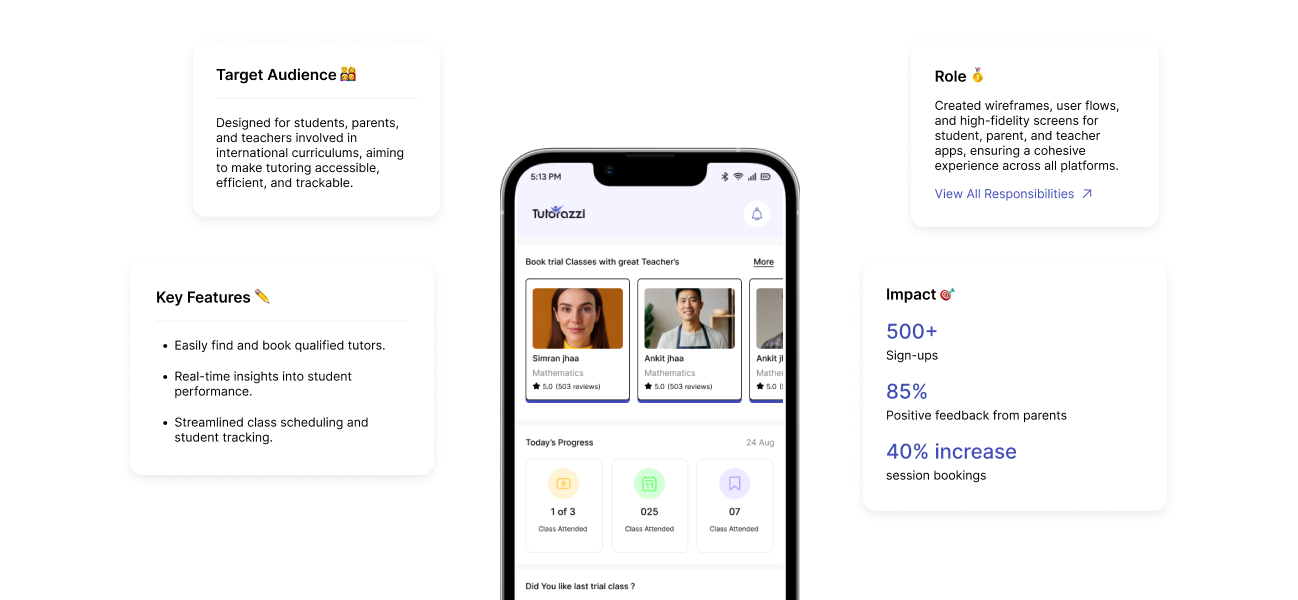 Target Audience
Designed for students, parents,
and teachers involved in
international curriculums, aiming
to make tutoring accessible,
efficient, and trackable.
Key Features
• Easily find and book qualified tutors.
• Real-time insights into student
performance.
• Streamlined class scheduling and
student tracking.
5:13 PM
Tutorazzi
Book trial Classes with great Teacher's
More
Simran jhaa
Mathematics
5.0 (503 reviews)
Ankit jhaa
Mathematics
5.0 (503 reviews)
Ankit j
Mather
5.0 (
Today's Progress
24 Aug
1 of 3
Class Attended
025
Class Attended
07
Class Attended
Did You like last trial class ?
Role
Created wireframes, user flows,
and high-fidelity screens for
student, parent, and teacher
apps, ensuring a cohesive
experience across all platforms.
View All Responsibilities
Impact
500+
Sign-ups
85%
Positive feedback from parents
40% increase
session bookings